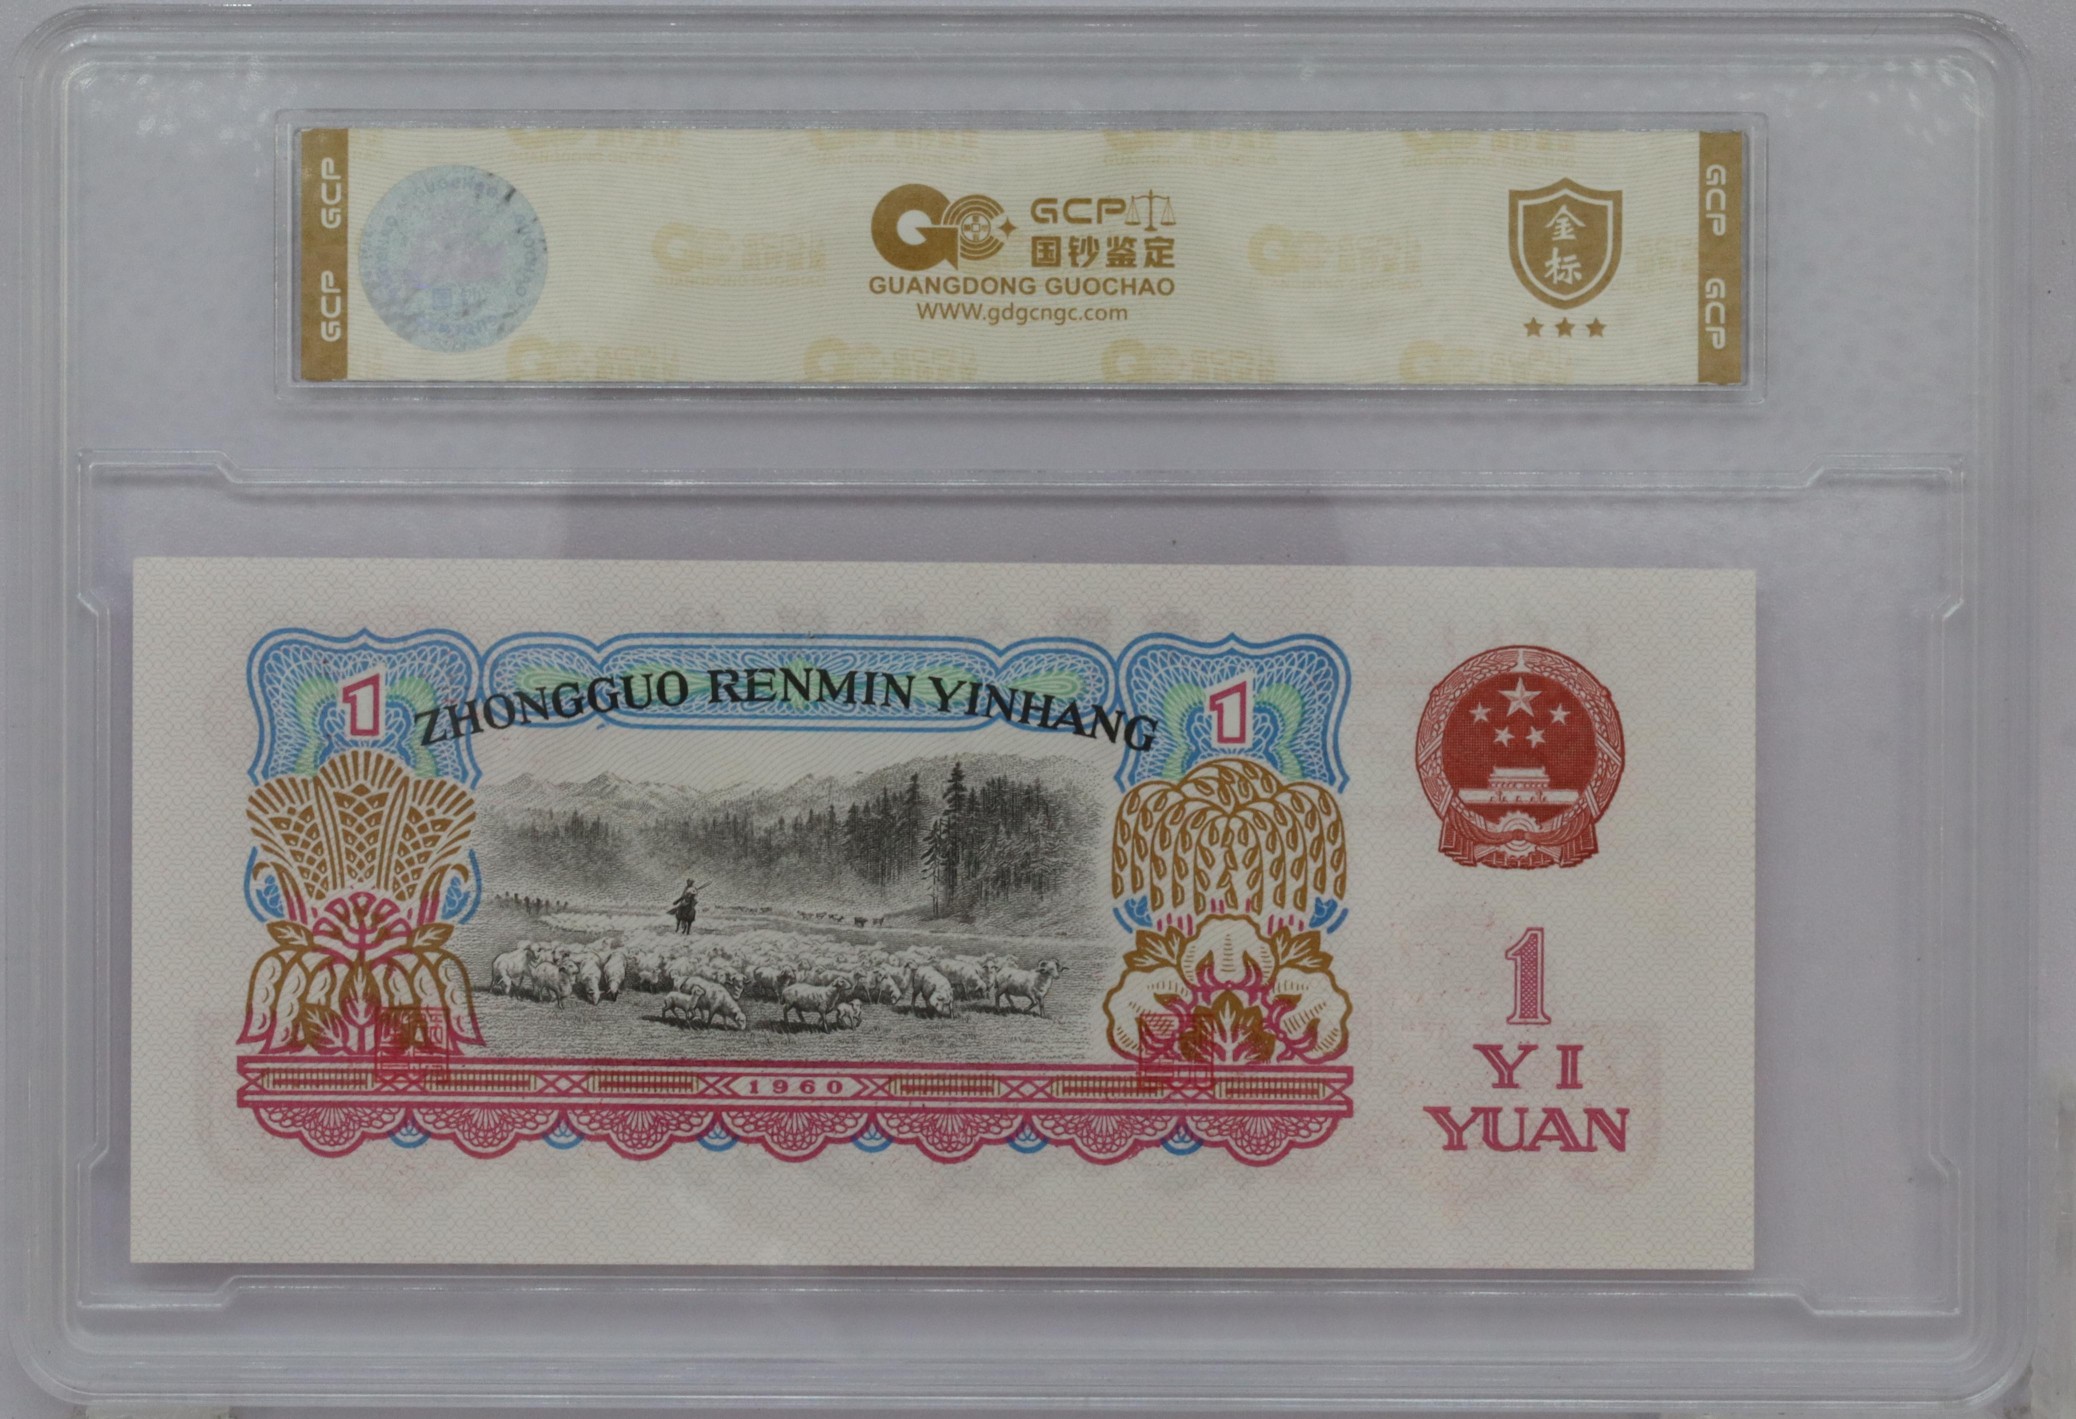 GCP GCP
GCP
国钞鉴定
GUANGDONG GUOCHAO
www.gdgcngc.com
金标
GCP GCP
1
ZHONGGUO RENMIN YINHANG
1
1960
1
YI
YUAN